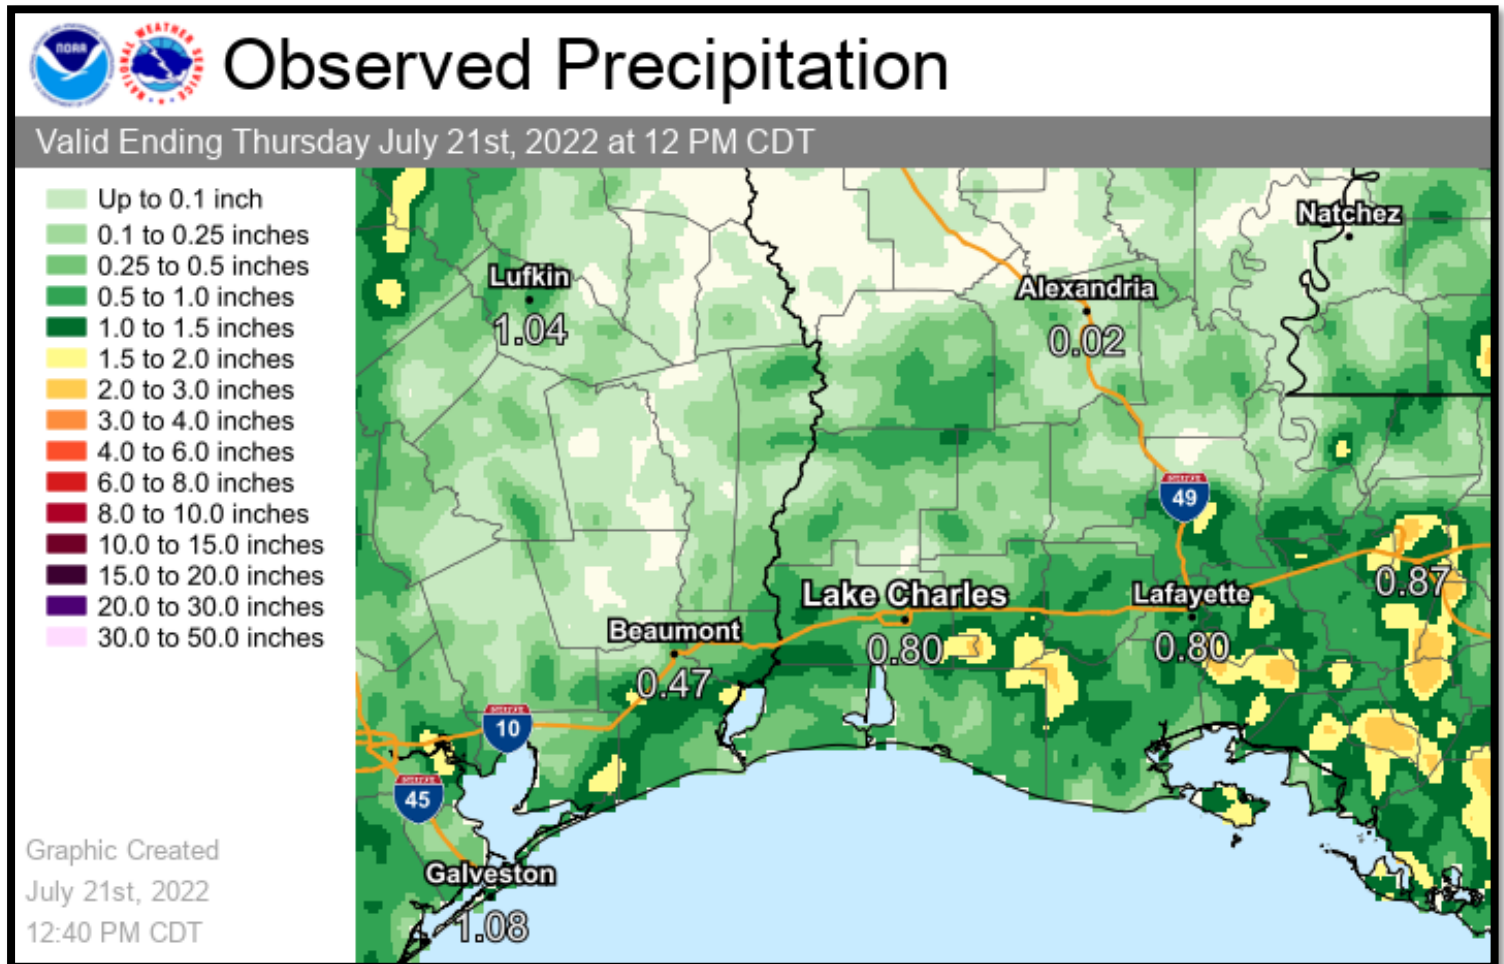 NOAA
NATIONAL WEATHER SERVICE
Observed Precipitation
Valid Ending Thursday July 21st, 2022 at 12 PM CDT
Up to 0.1 inch
0.1 to 0.25 inches
0.25 to 0.5 inches
0.5 to 1.0 inches
1.0 to 1.5 inches
1.5 to 2.0 inches
2.0 to 3.0 inches
3.0 to 4.0 inches
4.0 to 6.0 inches
6.0 to 8.0 inches
8.0 to 10.0 inches
10.0 to 15.0 inches
15.0 to 20.0 inches
20.0 to 30.0 inches
30.0 to 50.0 inches
Graphic Created
July 21st, 2022
12:40 PM CDT
Natchez
Lufkin
1.04
Alexandria
0.02
49
0.87
Lake Charles
0.80
Lafayette
0.80
Beaumont
0.47
10
45
Galveston
1.08
1